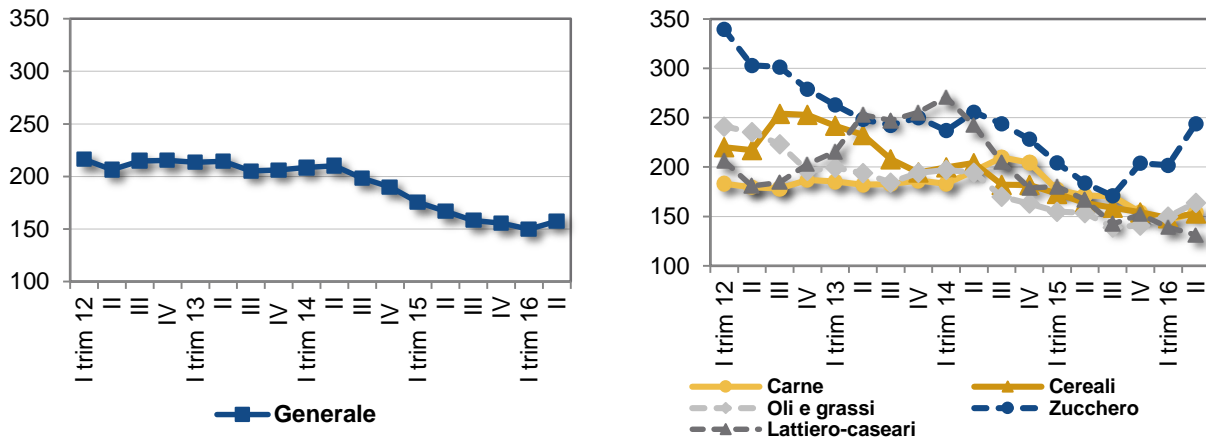 350
300
250
200
150
100
I trim 12
II
III
IV
I trim 13
II
III
IV
I trim 14
II
III
IV
I trim 15
II
III
IV
I trim 16
II
Generale
350
300
250
200
150
100
I trim 12
II
III
IV
I trim 13
II
III
IV
I trim 14
II
III
IV
I trim 15
II
III
IV
I trim 16
II
Carne
Cereali
Oli e grassi
Zucchero
Lattiero-caseari